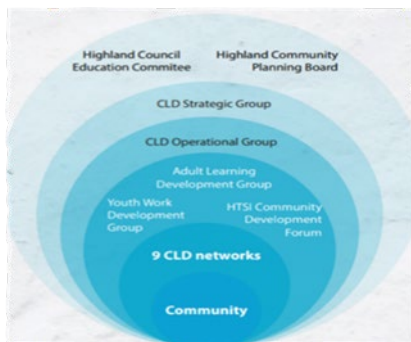 Highland Council
Education Commitee
Highland Community
Planning Board
CLD Strategic Group
CLD Operational Group
Adult Learning
Development Group
Youth Work
Development
Group
HTSI Community
Development
Forum
9 CLD networks
Community